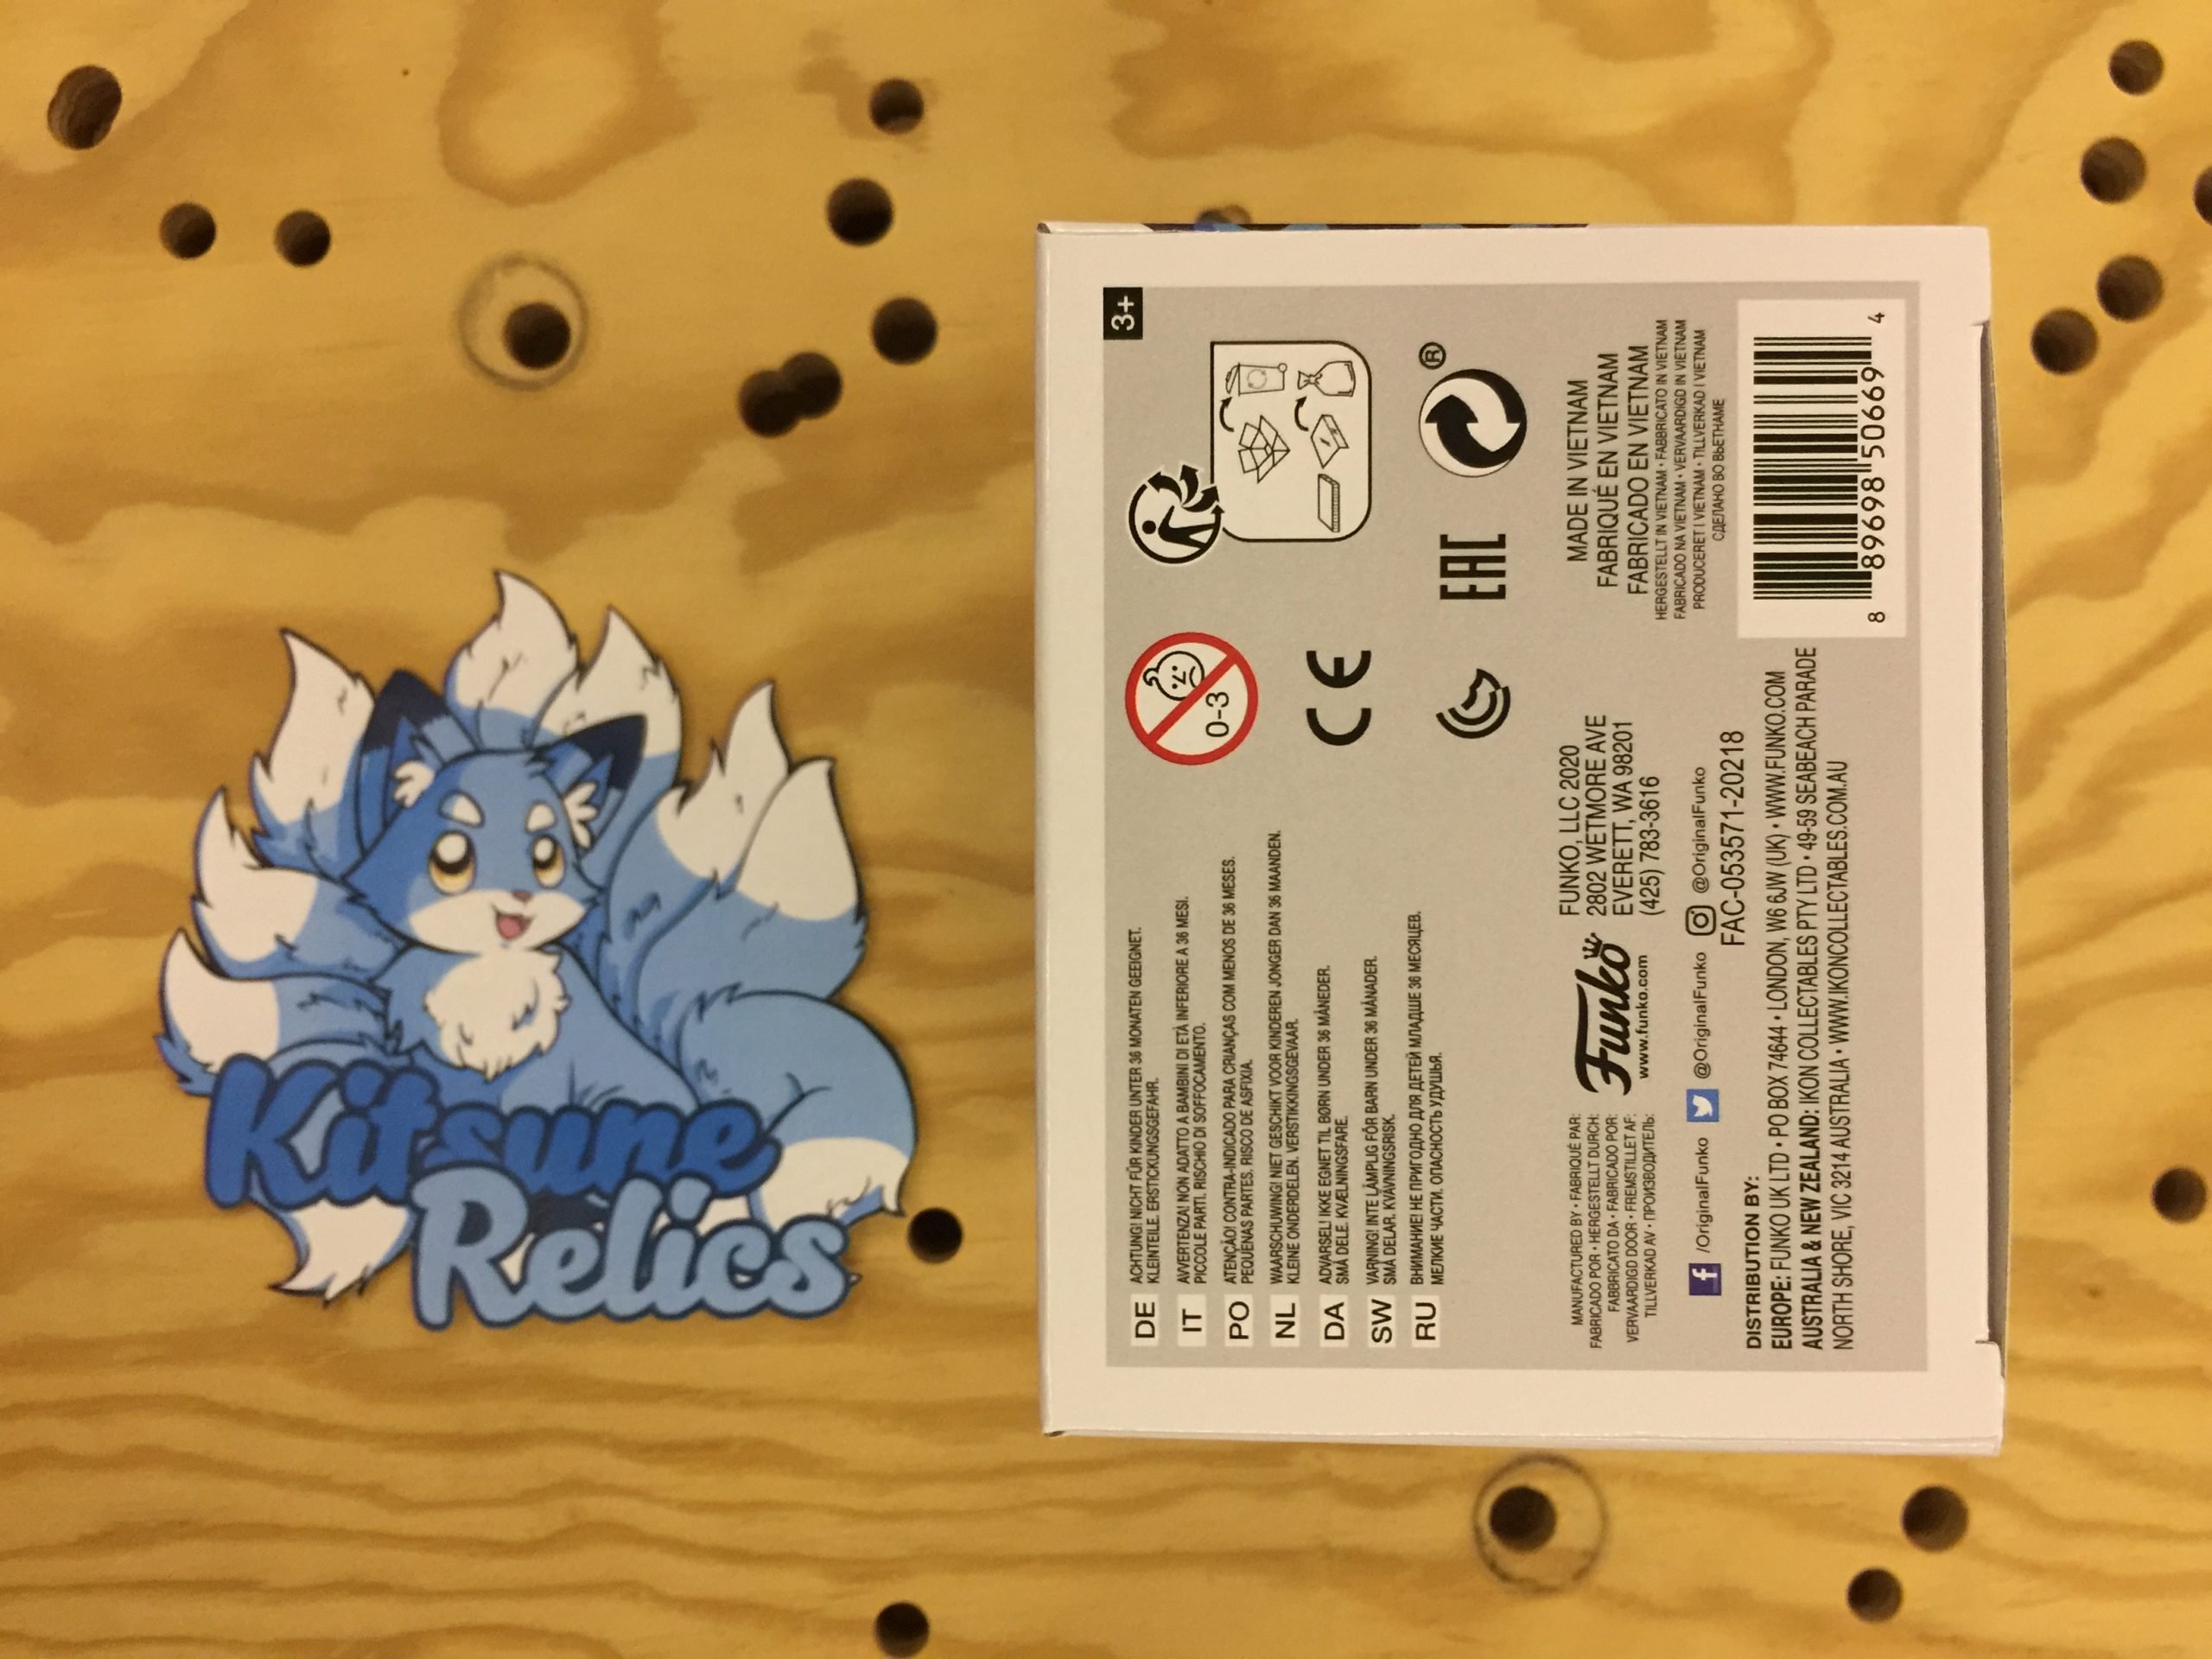 Kitsune
Relics
3+
DE
ACHTUNG! NICHT FÜR KINDER UNTER 36 MONATEN GEEIGNET.
KLEINTEILE. ERSTICKUNGSGEFAHR.
IT
AVVERTENZA! NON ADATTO A BAMBINI DI ETÀ INFERIORE A 36 MESI.
PICCOLE PARTI. RISCHIO DI SOFFOCAMENTO.
PO
ATENÇÃO! CONTRA-INDICADO PARA CRIANÇAS COM MENOS DE 36 MESES.
PEQUENAS PARTES. RISCO DE ASFIXIA.
NL
WAARSCHUWING! NIET GESCHIKT VOOR KINDEREN JONGER DAN 36 MAANDEN.
KLEINE ONDERDELEN. VERSTIKKINGSGEVAAR.
DA
ADVARSEL! IKKE EGNET TIL BØRN UNDER 36 MÅNEDER.
SMÅ DELE. KVÆLNINGSFARE.
SW
VARNING! INTE LÄMPLIG FÖR BARN UNDER 36 MÅNADER.
SMÅ DELAR. KVÄVNINGSRISK.
RU
ВНИМАНИЕ! НЕ ПРИГОДНО ДЛЯ ДЕТЕЙ МЛАДШЕ 36 МЕСЯЦЕВ.
МЕЛКИЕ ЧАСТИ. ОПАСНОСТЬ УДУШЬЯ.
0-3
CE
EAC
®
MANUFACTURED BY • FABRIQUÉ PAR:
FABRICADO POR • HERGESTELLT DURCH:
FABBRICATO DA • FABRICADO POR:
VERVAARDIGD DOOR • FREMSTILLET AF:
TILLVERKAD AV • ПРОИЗВОДИТЕЛЬ:
Funko
www.funko.com
FUNKO, LLC 2020
2802 WETMORE AVE
EVERETT, WA 98201
(425) 783-3616
/OriginalFunko @OriginalFunko @OriginalFunko
FAC-053571-20218
DISTRIBUTION BY:
EUROPE: FUNKO UK LTD • PO BOX 74644 • LONDON, W6 6JW (UK) • WWW.FUNKO.COM
AUSTRALIA & NEW ZEALAND: IKON COLLECTABLES PTY LTD • 49-59 SEABEACH PARADE
NORTH SHORE, VIC 3214 AUSTRALIA • WWW.IKONCOLLECTABLES.COM.AU
MADE IN VIETNAM
FABRIQUÉ EN VIETNAM
FABRICADO EN VIETNAM
HERGESTELLT IN VIETNAM • FABBRICATO IN VIETNAM
FABRICADO NA VIETNAM • VERVAARDIGD IN VIETNAM
PRODUCERET I VIETNAM • TILLVERKAD I VIETNAM
СДЕЛАНО ВО ВЬЕТНАМЕ
8 89698 50669 4